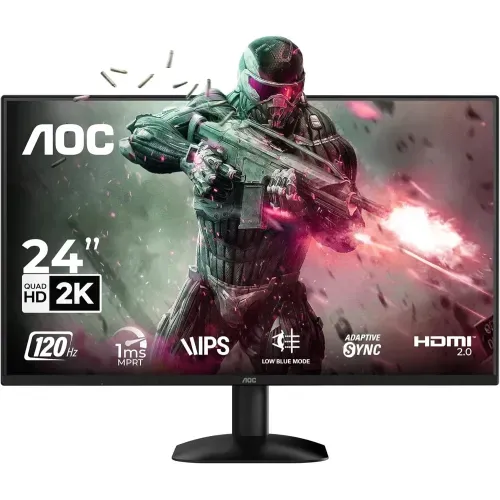 AOC
24”
QUAD
HD 2K
120Hz
1ms
MPRT
IPS
LOW BLUE MODE
ADAPTIVE
SYNC
HDMI
2.0
AOC